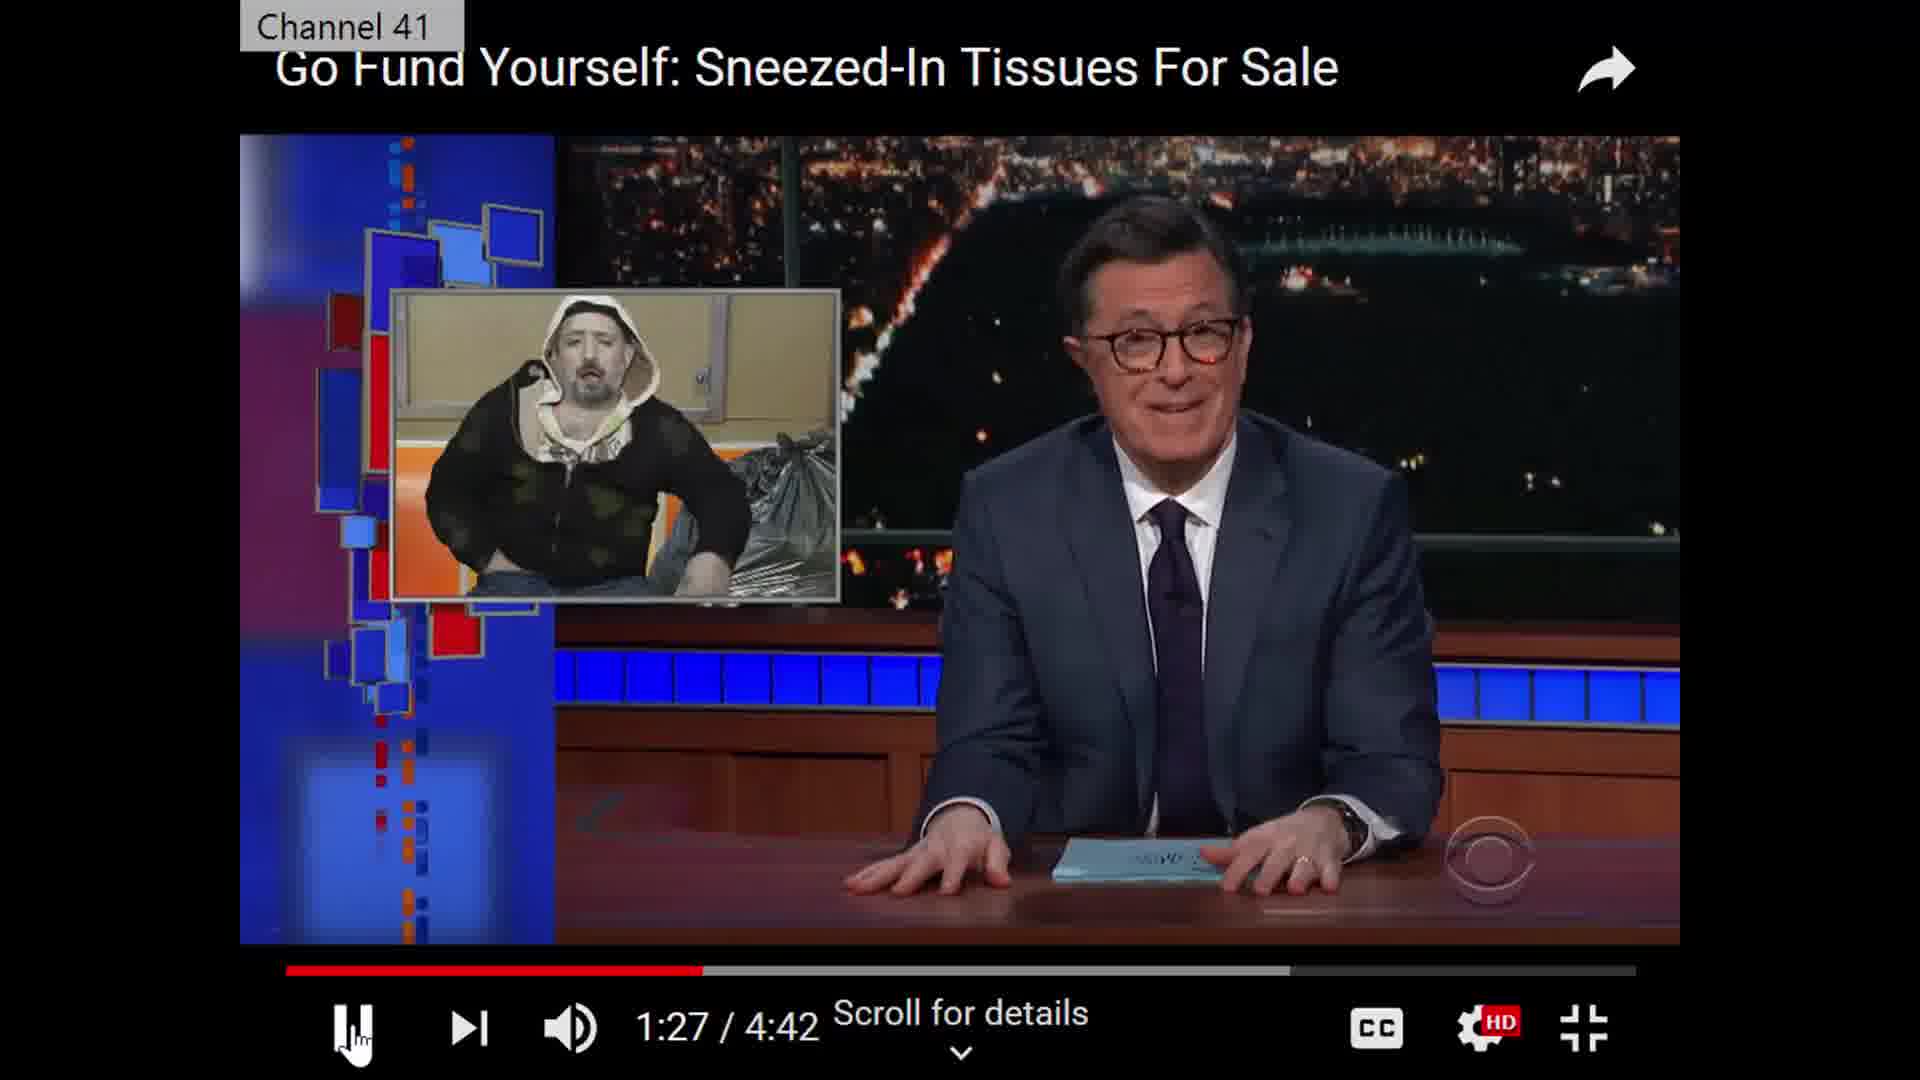 Channel 41
Go Fund Yourself: Sneezed-In Tissues For Sale
1:27 / 4:42
Scroll for details
CC
HD